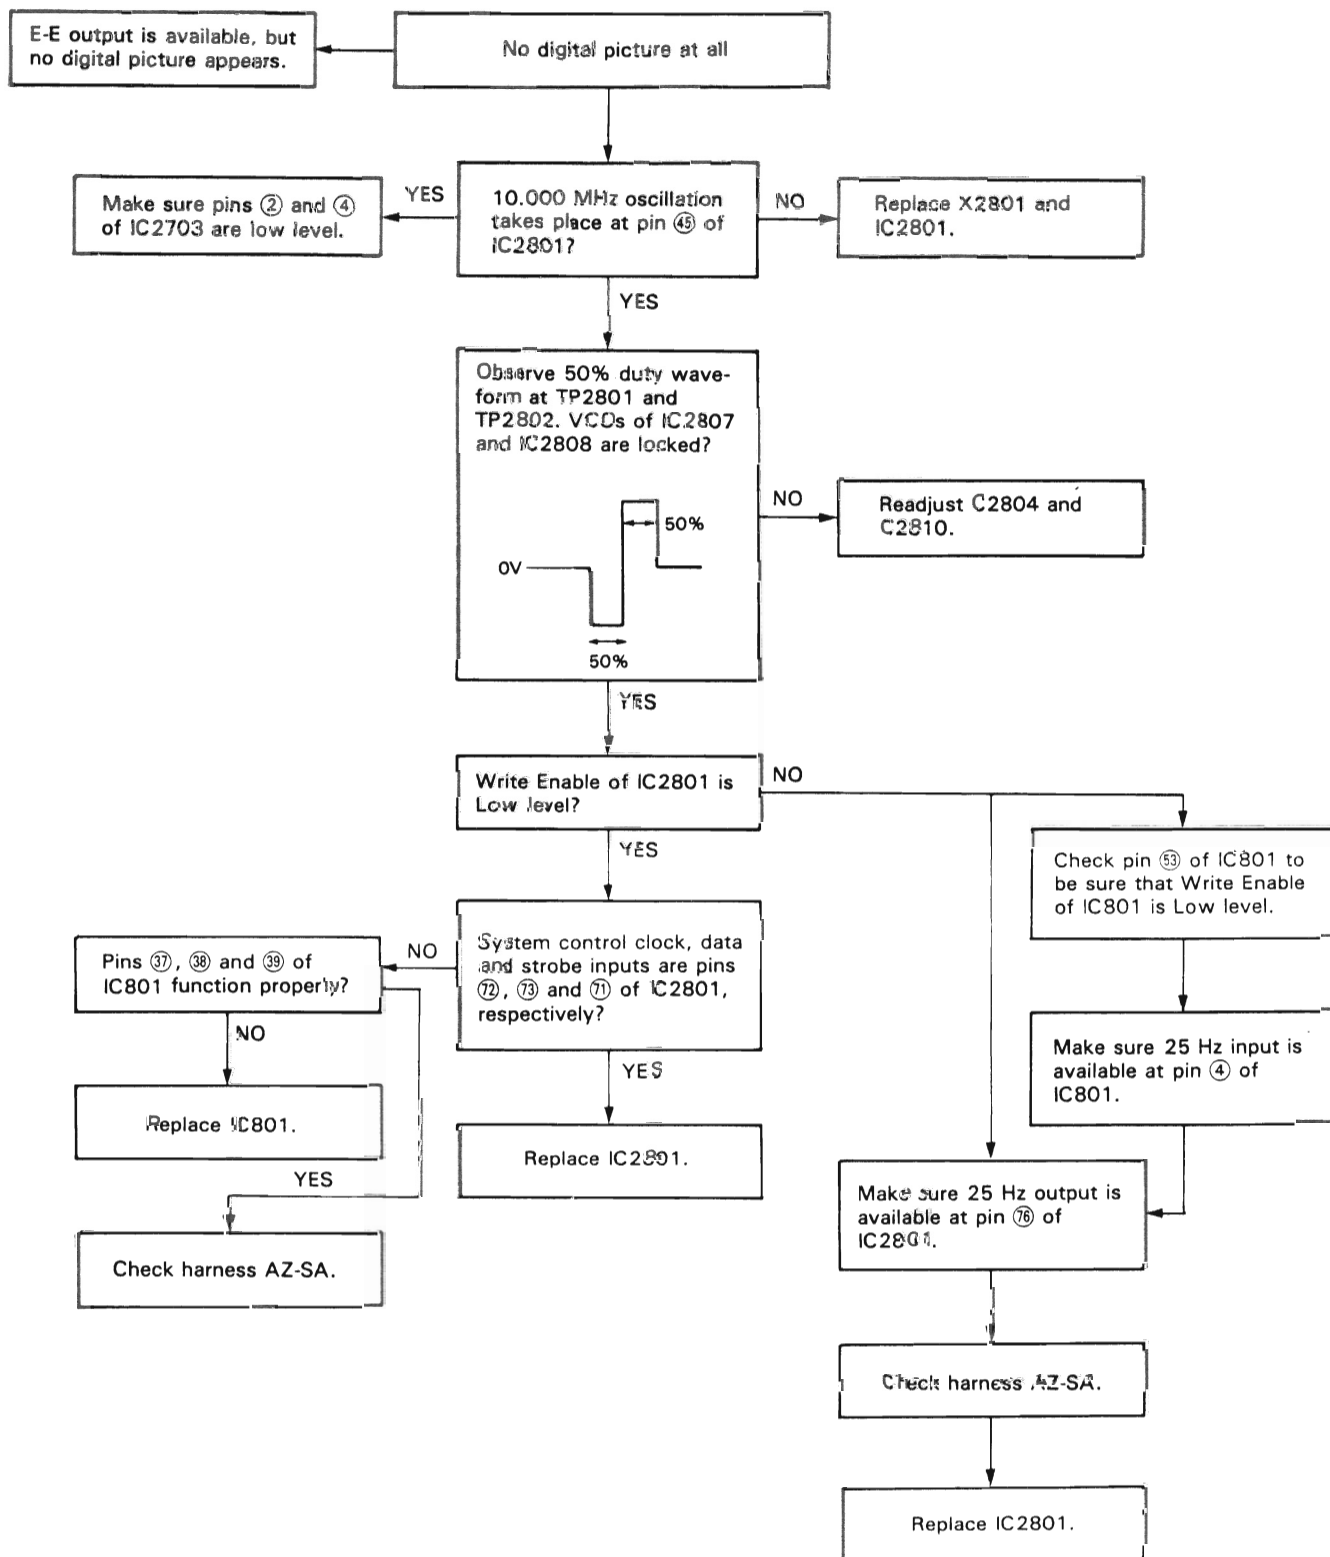 E-E output is available, but
no digital picture appears.
No digital picture at all
Make sure pins ② and ④
of IC2703 are low level.
YES
10.000 MHz oscillation
takes place at pin ㊺ of
IC2801?
NO
Replace X2801 and
IC2801.
YES
Observe 50% duty wave-
form at TP2801 and
TP2802. VCOs of IC2807
and IC2808 are locked?
50%
0V
50%
NO
Readjust C2804 and
C2810.
YES
Write Enable of IC2801 is
Low level?
NO
YES
Check pin 53 of IC801 to
be sure that Write Enable
of IC801 is Low level.
Pins ㊲, ㊳ and ㊴ of
IC801 function properly?
NO
System control clock, data
and strobe inputs are pins
72, 73 and 71 of IC2801,
respectively?
NO
YES
Make sure 25 Hz input is
available at pin ④ of
IC801.
Replace IC801.
Replace IC2801.
YES
Make sure 25 Hz output is
available at pin 76 of
IC2801.
Check harness AZ-SA.
Check harness AZ-SA.
Replace IC2801.